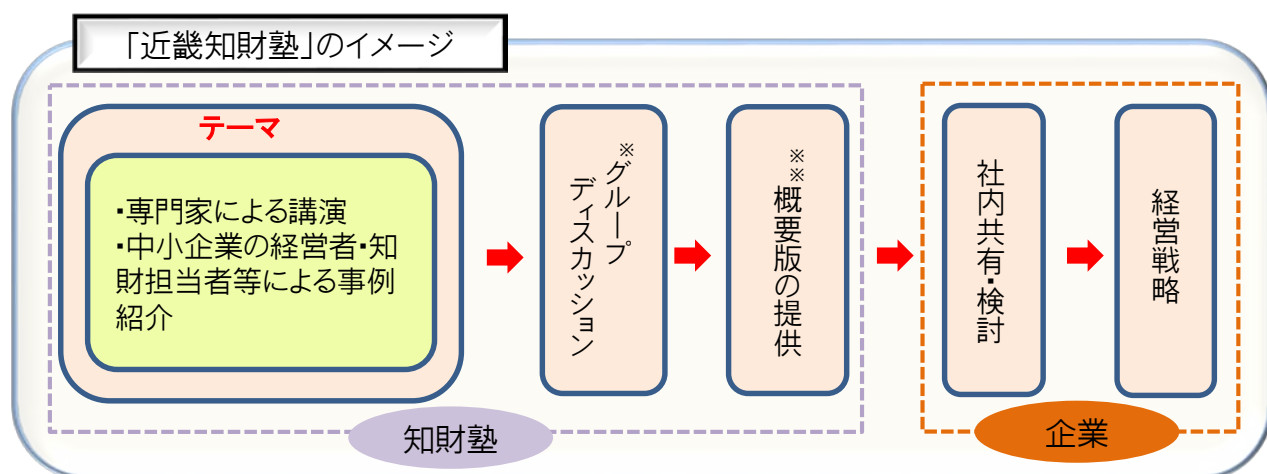 「近畿知財塾」のイメージ
テーマ
・専門家による講演
・中小企業の経営者・知
財担当者等による事例
紹介
※グループ
ディスカッション
※※概要版の提供
社内共有・検討
経営戦略
知財塾
企業